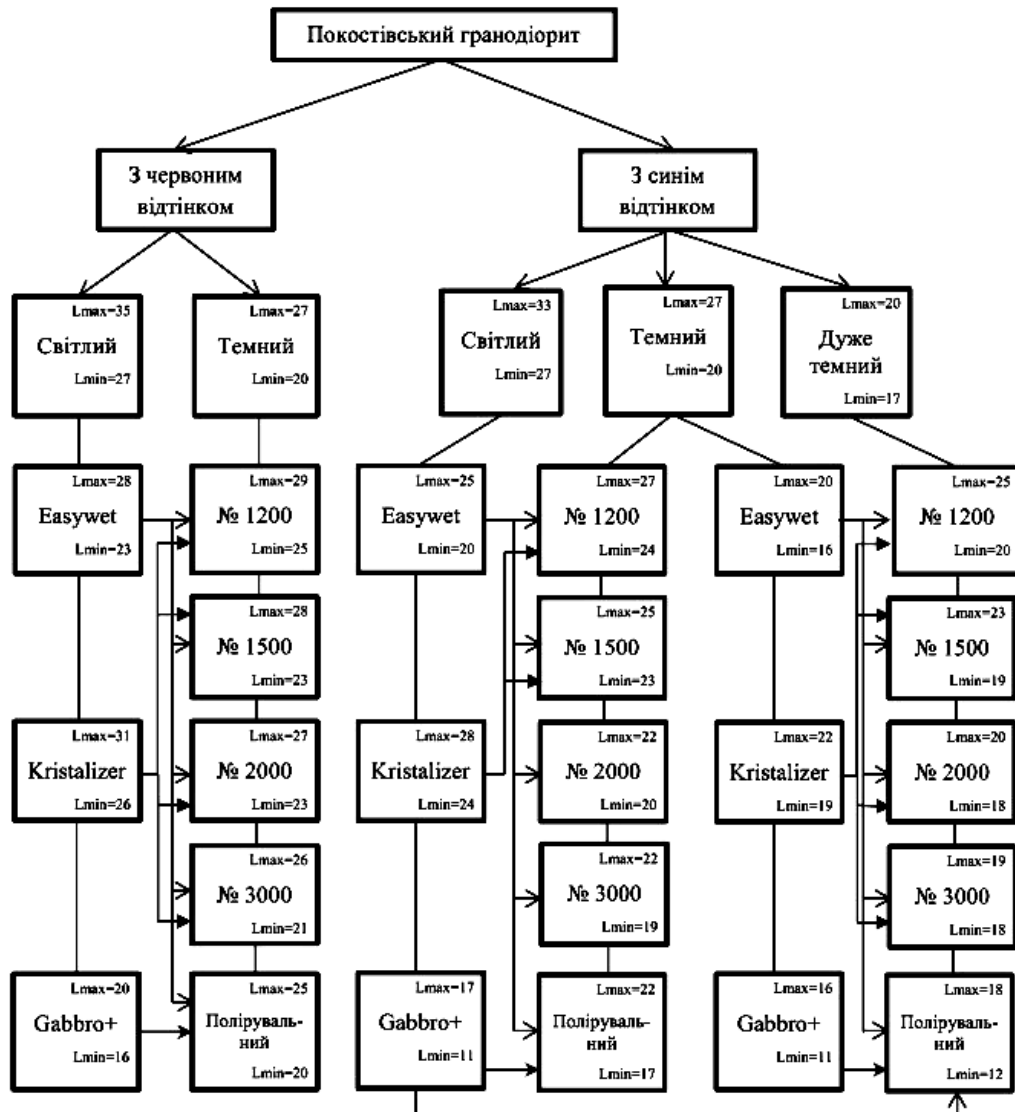 Покостівський гранодіорит
З червоним
відтінком
З синім
відтінком
Lmax=35
Світлий
Lmin=27
Lmax=27
Темний
Lmin=20
Lmax=33
Світлий
Lmin=27
Lmax=27
Темний
Lmin=20
Lmax=20
Дуже
темний
Lmin=17
Lmax=28
Easywet
Lmin=23
Lmax=29
№ 1200
Lmin=25
Lmax=25
Easywet
Lmin=20
Lmax=27
№ 1200
Lmin=24
Lmax=20
Easywet
Lmin=16
Lmax=25
№ 1200
Lmin=20
Lmax=28
№ 1500
Lmin=23
Lmax=25
№ 1500
Lmin=23
Lmax=23
№ 1500
Lmin=19
Lmax=31
Kristalizer
Lmin=26
Lmax=27
№ 2000
Lmin=23
Lmax=28
Kristalizer
Lmin=24
Lmax=22
№ 2000
Lmin=20
Lmax=22
Kristalizer
Lmin=19
Lmax=20
№ 2000
Lmin=18
Lmax=26
№ 3000
Lmin=21
Lmax=22
№ 3000
Lmin=19
Lmax=19
№ 3000
Lmin=18
Lmax=20
Gabbro+
Lmin=16
Lmax=25
Поліруваль-
ний
Lmin=20
Lmax=17
Gabbro+
Lmin=11
Lmax=22
Поліруваль-
ний
Lmin=17
Lmax=16
Gabbro+
Lmin=11
Lmax=18
Поліруваль-
ний
Lmin=12